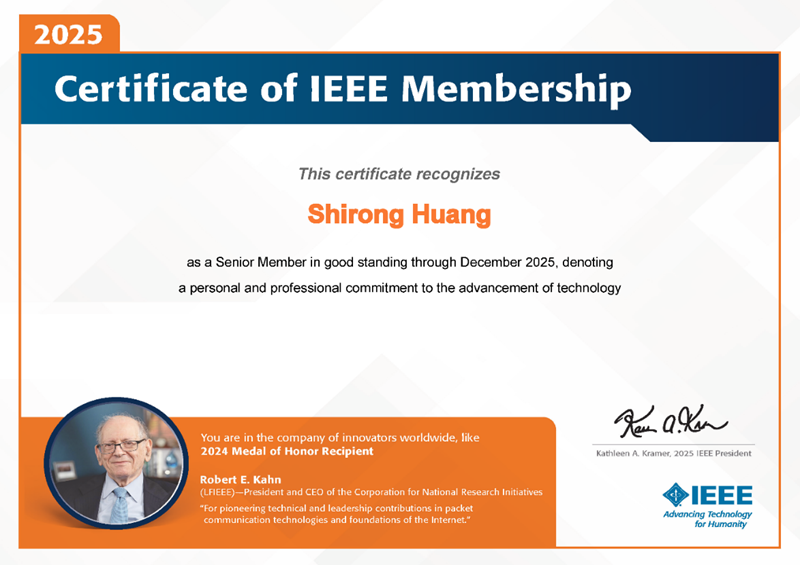 2025
Certificate of IEEE Membership
This certificate recognizes
Shirong Huang
as a Senior Member in good standing through December 2025, denoting
a personal and professional commitment to the advancement of technology
You are in the company of innovators worldwide, like
2024 Medal of Honor Recipient
Robert E. Kahn
(LFIEEE)—President and CEO of the Corporation for National Research Initiatives
"For pioneering technical and leadership contributions in packet
communication technologies and foundations of the Internet."
Kathleen A. Kramer, 2025 IEEE President
IEEE
Advancing Technology
for Humanity